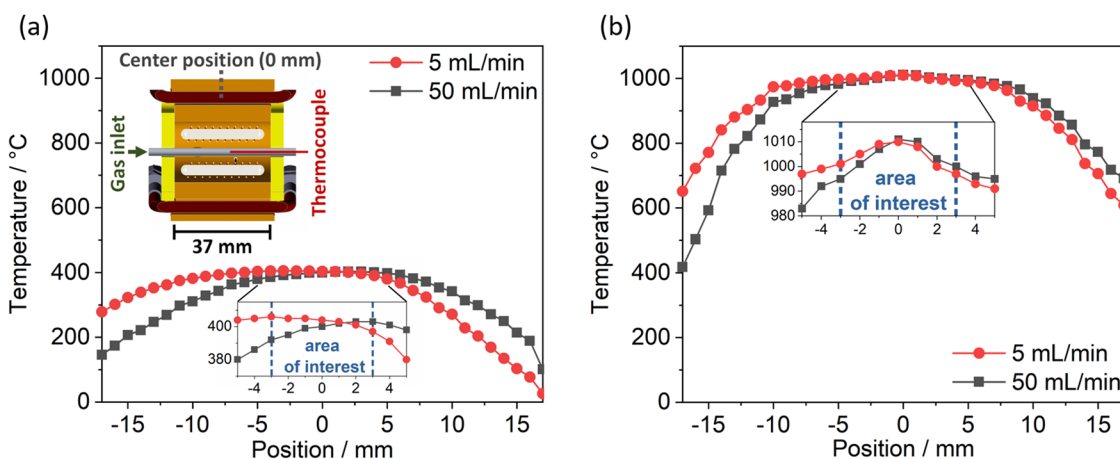 (a)
Center position (0 mm)
5 mL/min
50 mL/min
Gas inlet
Thermocouple
37 mm
Temperature / °C
1000
800
600
400
200
0
400
380
area
of interest
-4 -2 0 2 4
-15 -10 -5 0 5 10 15
Position / mm
(b)
Temperature / °C
1000
800
600
400
200
0
1010
1000
990
980
area
of interest
-4 -2 0 2 4
5 mL/min
50 mL/min
-15 -10 -5 0 5 10 15
Position / mm